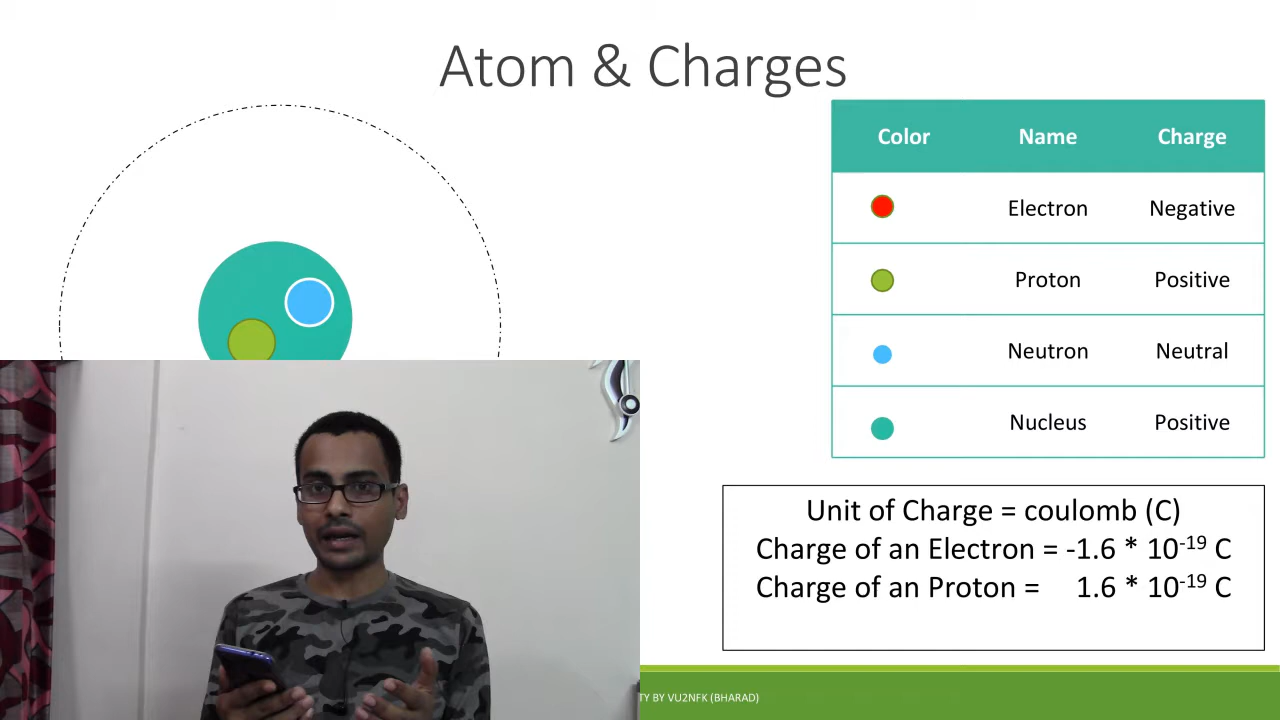 Atom & Charges
Color Name Charge
Electron Negative
Proton Positive
Neutron Neutral
Nucleus Positive
Unit of Charge = coulomb (C)
Charge of an Electron = -1.6 * 10⁻¹⁹ C
Charge of an Proton = 1.6 * 10⁻¹⁹ C
BY VU2NFK (BHARAD)